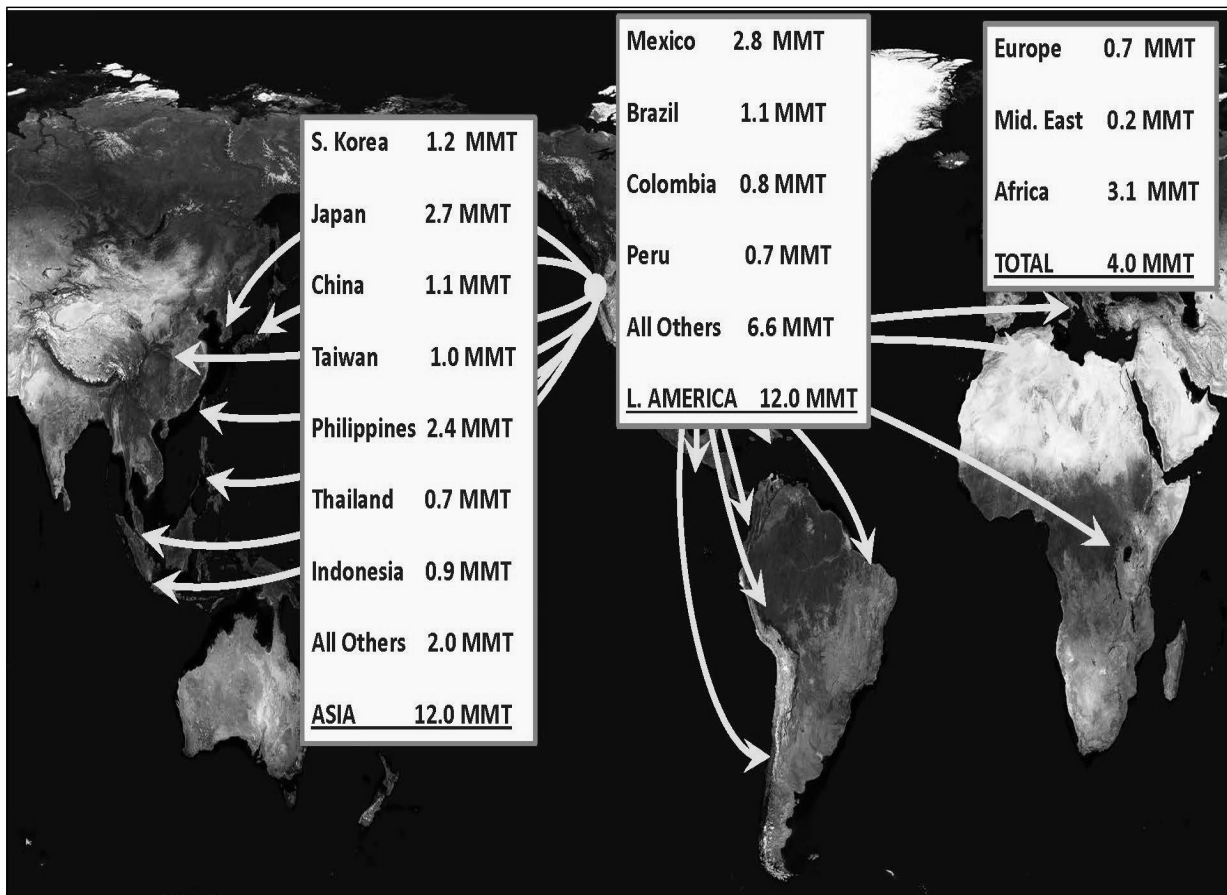 S. Korea 1.2 MMT
Japan 2.7 MMT
China 1.1 MMT
Taiwan 1.0 MMT
Philippines 2.4 MMT
Thailand 0.7 MMT
Indonesia 0.9 MMT
All Others 2.0 MMT
ASIA 12.0 MMT
Mexico 2.8 MMT
Brazil 1.1 MMT
Colombia 0.8 MMT
Peru 0.7 MMT
All Others 6.6 MMT
L. AMERICA 12.0 MMT
Europe 0.7 MMT
Mid. East 0.2 MMT
Africa 3.1 MMT
TOTAL 4.0 MMT